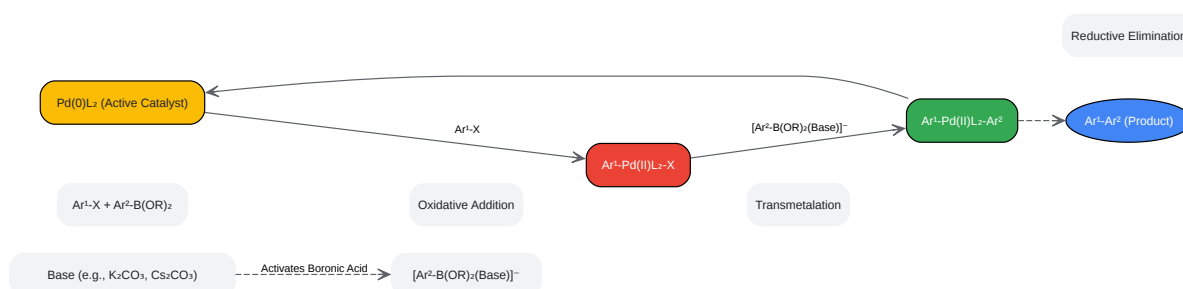 Reductive Elimination
Pd(0)L₂ (Active Catalyst)
Ar¹-X
[Ar²-B(OR)₂(Base)]⁻
Ar¹-Pd(II)L₂-Ar²
Ar¹-Ar² (Product)
Ar¹-Pd(II)L₂-X
Ar¹-X + Ar²-B(OR)₂
Oxidative Addition
Transmetalation
Base (e.g., K₂CO₃, Cs₂CO₃)
Activates Boronic Acid
[Ar²-B(OR)₂(Base)]⁻